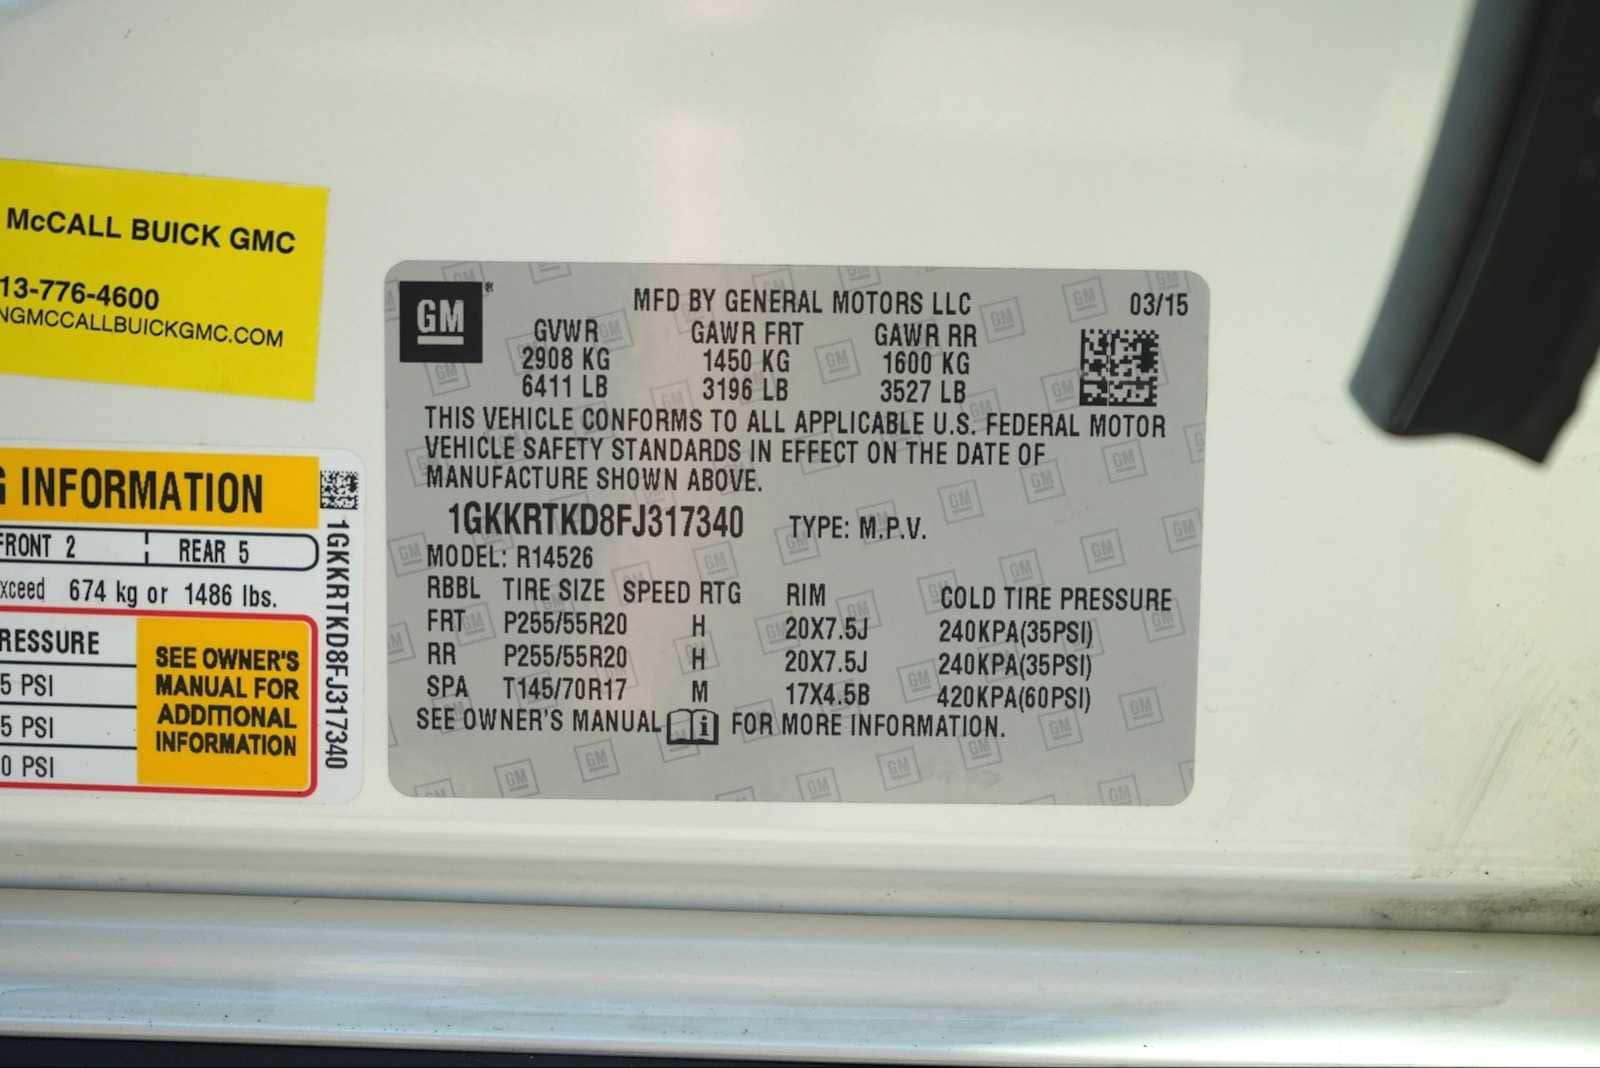 McCALL BUICK GMC
13-776-4600
NGMCCALLBUICKGMC.COM
INFORMATION
FRONT 2 REAR 5
xceed 674 kg or 1486 lbs.
RESSURE
5 PSI
5 PSI
0 PSI
SEE OWNER'S
MANUAL FOR
ADDITIONAL
INFORMATION
1GKKRTKD8FJ317340
GM
MFD BY GENERAL MOTORS LLC 03/15
GVWR GAWR FRT GAWR RR
2908 KG 1450 KG 1600 KG
6411 LB 3196 LB 3527 LB
THIS VEHICLE CONFORMS TO ALL APPLICABLE U.S. FEDERAL MOTOR
VEHICLE SAFETY STANDARDS IN EFFECT ON THE DATE OF
MANUFACTURE SHOWN ABOVE.
1GKKRTKD8FJ317340 TYPE: M.P.V.
MODEL: R14526
RBBL TIRE SIZE SPEED RTG RIM COLD TIRE PRESSURE
FRT P255/55R20 H 20X7.5J 240KPA(35PSI)
RR P255/55R20 H 20X7.5J 240KPA(35PSI)
SPA T145/70R17 M 17X4.5B 420KPA(60PSI)
SEE OWNER'S MANUAL i FOR MORE INFORMATION.